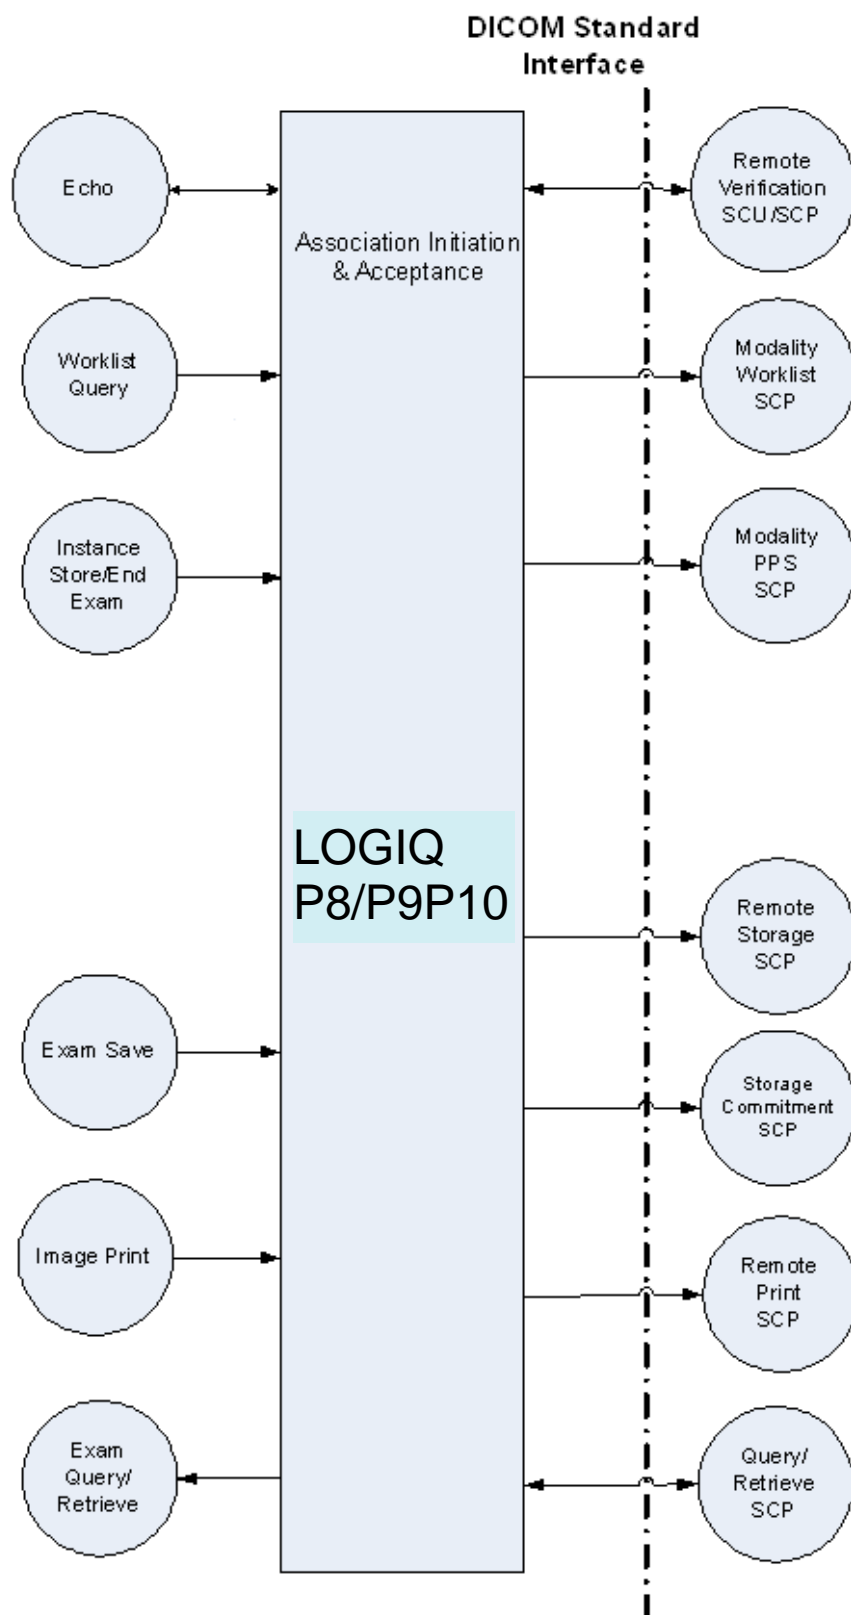 DICOM Standard
Interface
Echo
Remote
Verification
SCU/SCP
Association Initiation
& Acceptance
Worklist
Query
Modality
Worklist
SCP
Instance
Store/End
Exam
Modality
PPS
SCP
LOGIQ
P8/P9P10
Remote
Storage
SCP
Exam Save
Storage
Commitment
SCP
Image Print
Remote
Print
SCP
Exam
Query/
Retrieve
Query/
Retrieve
SCP